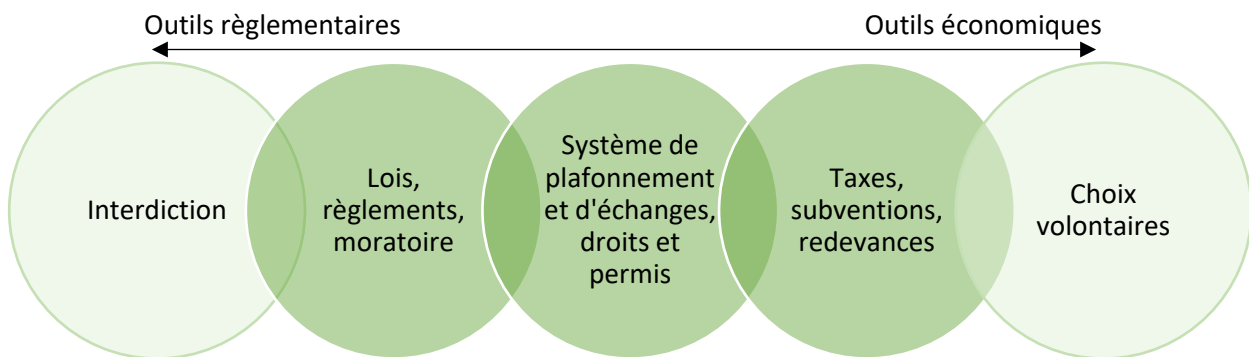 Outils règlementaires
Outils économiques
Interdiction
Lois,
règlements,
moratoire
Système de
plafonnement
et d'échanges,
droits et
permis
Taxes,
subventions,
redevances
Choix
volontaires